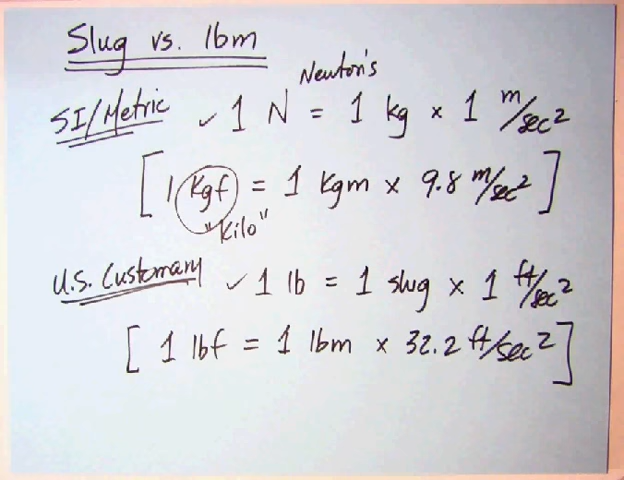 Slug vs. lbm
Newton's
SI/Metric ✓ 1 N = 1 kg × 1 m/sec²
[ 1 Kgf = 1 Kgm × 9.8 m/sec² ]
"Kilo"
U.S. Customary ✓ 1 lb = 1 slug × 1 ft/sec²
[ 1 lbf = 1 lbm × 32.2 ft/sec² ]